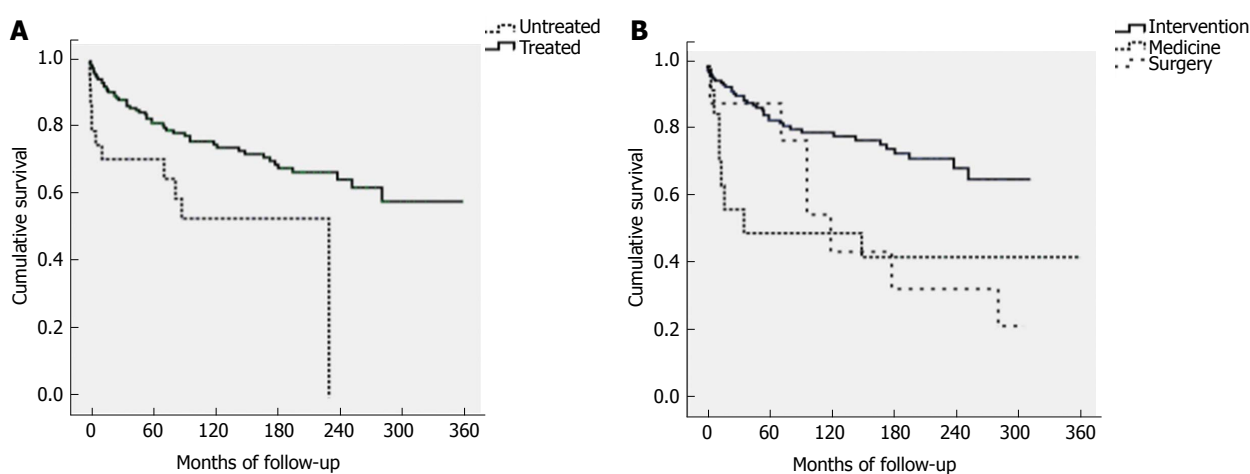 A
Untreated
Treated
Cumulative survival
1.0
0.8
0.6
0.4
0.2
0.0
0 60 120 180 240 300 360
Months of follow-up
B
Intervention
Medicine
Surgery
Cumulative survival
1.0
0.8
0.6
0.4
0.2
0.0
0 60 120 180 240 300 360
Months of follow-up